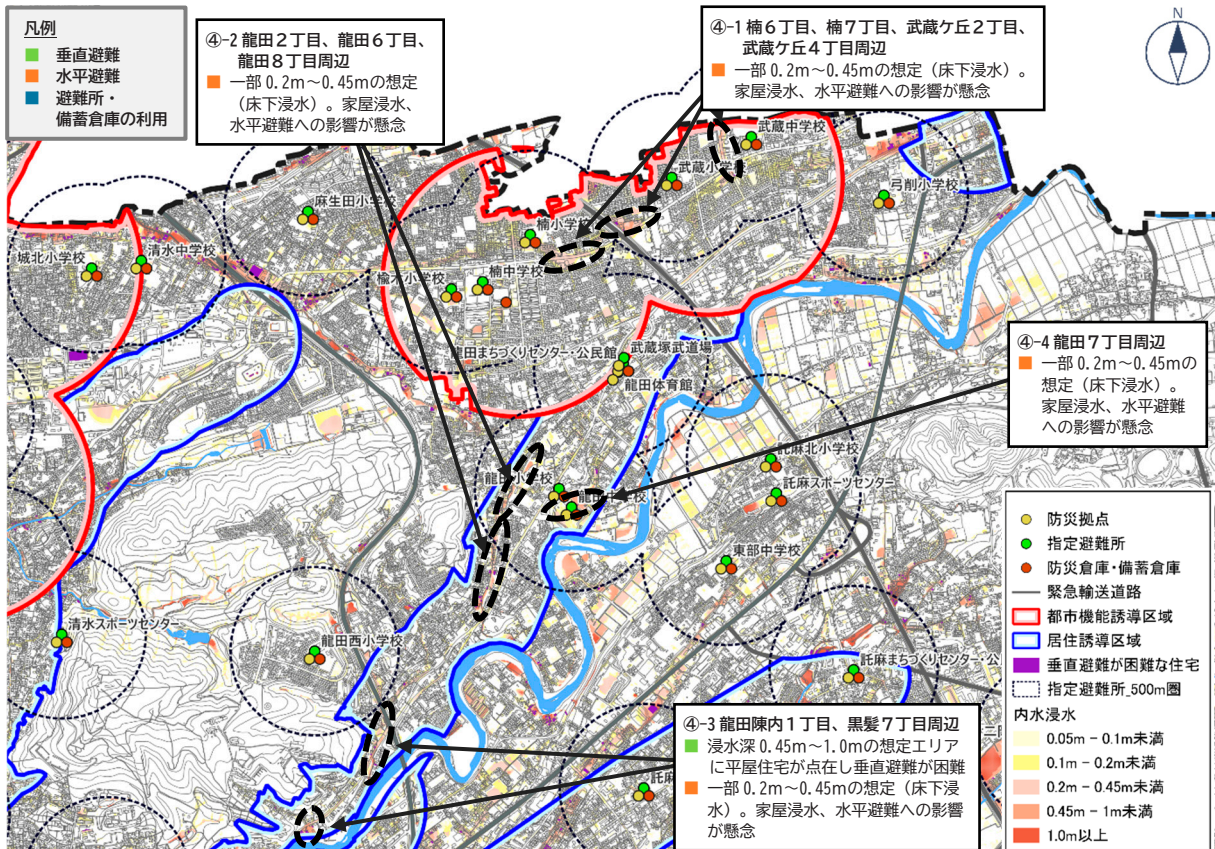 凡例
垂直避難
水平避難
避難所・
備蓄倉庫の利用
④-2 龍田２丁目、龍田６丁目、
龍田８丁目周辺
一部 0.2m～0.45mの想定
（床下浸水）。家屋浸水、
水平避難への影響が懸念
④-1 楠６丁目、楠７丁目、武蔵ケ丘２丁目、
武蔵ケ丘４丁目周辺
一部 0.2m～0.45mの想定（床下浸水）。
家屋浸水、水平避難への影響が懸念
N
武蔵中学校
武蔵小学
弓削小学校
麻生田小学校
楠小学校
清水中学校
城北小学校
楠中学校
楡木小学校
④-4 龍田７丁目周辺
一部 0.2m～0.45mの
想定（床下浸水）。
家屋浸水、水平避難
への影響が懸念
龍田まちづくりセンター・公民館
武蔵塚武道場
龍田体育館
託麻北小学校
龍田小学校
龍田中学校
託麻スポーツセンター
東部中学校
清水スポーツセンター
龍田西小学校
託麻まちづくりセンター・公
④-3 龍田陳内１丁目、黒髪７丁目周辺
浸水深 0.45m～1.0mの想定エリア
に平屋住宅が点在し垂直避難が困難
一部 0.2m～0.45mの想定（床下浸
水）。家屋浸水、水平避難への影響
が懸念
託麻
防災拠点
指定避難所
防災倉庫・備蓄倉庫
緊急輸送道路
都市機能誘導区域
居住誘導区域
垂直避難が困難な住宅
指定避難所_500m圏
内水浸水
0.05m - 0.1m未満
0.1m - 0.2m未満
0.2m - 0.45m未満
0.45m - 1m未満
1.0m以上